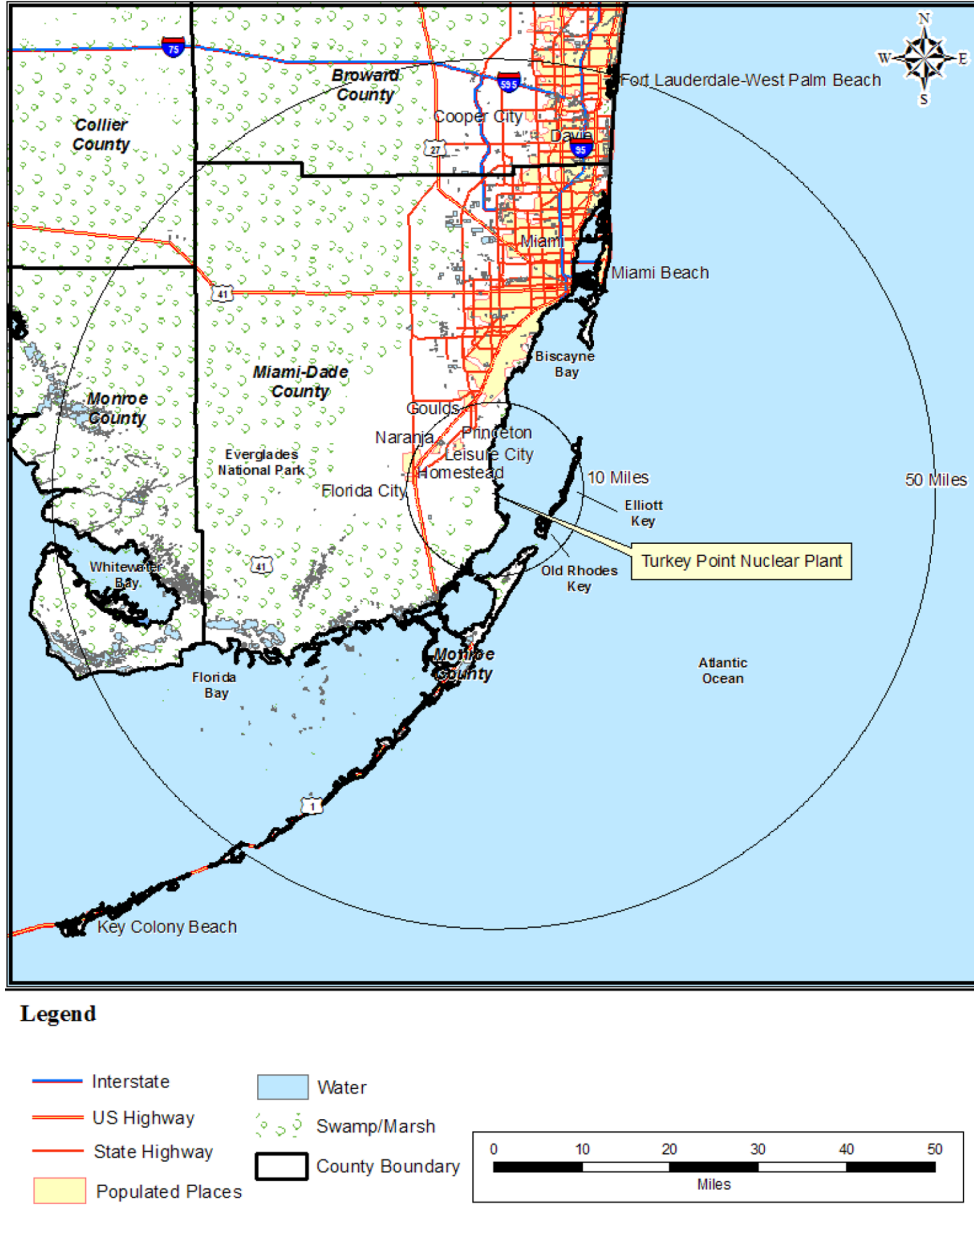 N
W
E
S
75
Broward
County
595
Fort Lauderdale-West Palm Beach
Collier
County
Cooper City
Davie
27
95
Miami
Miami Beach
41
Biscayne
Bay
Miami-Dade
County
Monroe
County
Goulds
Naranja
Princeton
Everglades
National Park
Leisure City
Homestead
Florida City
10 Miles
50 Miles
Elliott
Key
Turkey Point Nuclear Plant
Old Rhodes
Key
41
Whitewater
Bay
Monroe
County
Florida
Bay
Atlantic
Ocean
1
Key Colony Beach
Legend
Interstate
US Highway
State Highway
Populated Places
Water
Swamp/Marsh
County Boundary
0 10 20 30 40 50
Miles